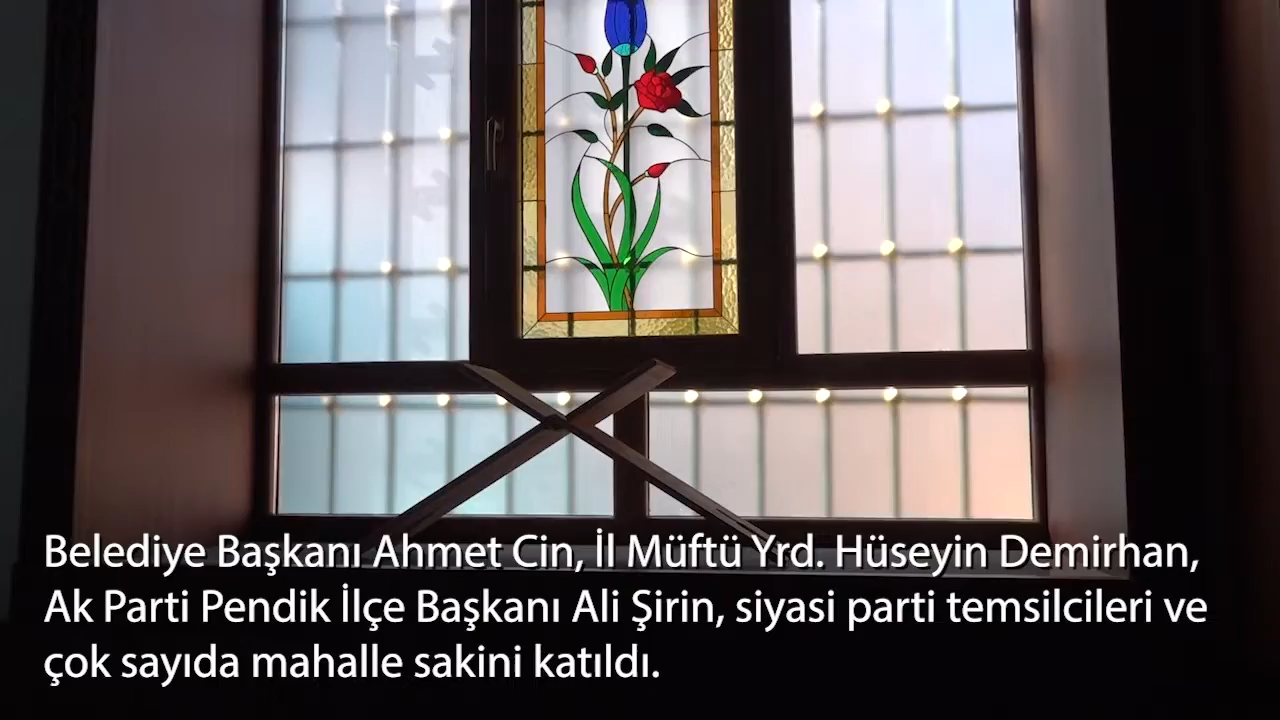 Belediye Başkanı Ahmet Cin, İl Müftü Yrd. Hüseyin Demirhan,
Ak Parti Pendik İlçe Başkanı Ali Şirin, siyasi parti temsilcileri ve
çok sayıda mahalle sakini katıldı.